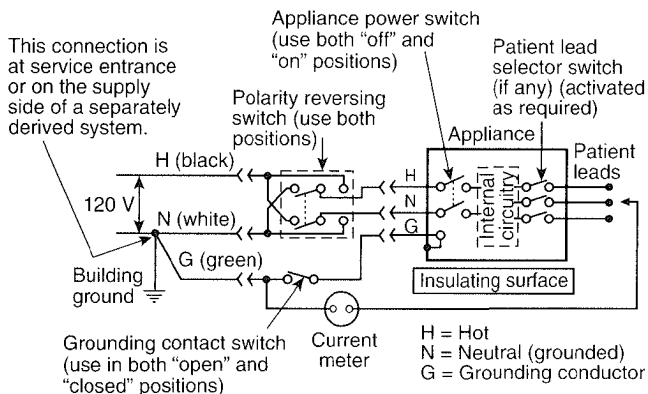 Appliance power switch
(use both “off” and
“on” positions)
This connection is
at service entrance
or on the supply
side of a separately
derived system.
Patient lead
selector switch
(if any) (activated
as required)
Polarity reversing
switch (use both
positions)
Appliance
Patient
leads
H (black)
H
120 V
N (white)
N
G
Internal
circuitry
G (green)
Building
ground
Insulating surface
Grounding contact switch
(use in both “open” and
“closed” positions)
Current
meter
H = Hot
N = Neutral (grounded)
G = Grounding conductor